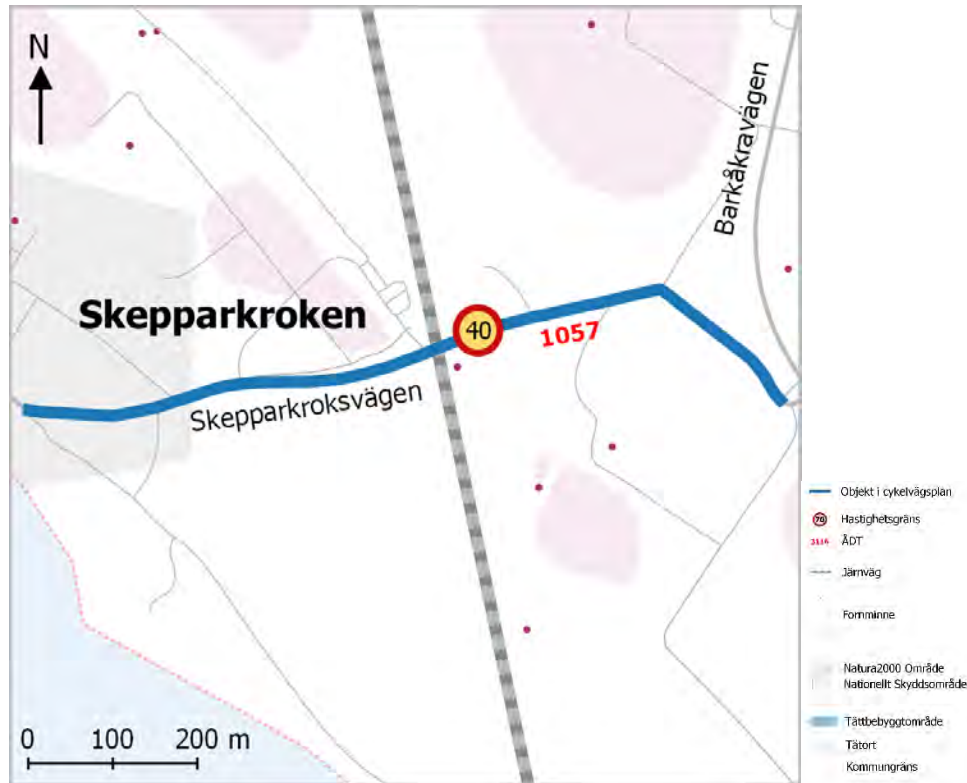 N
Barkåkravägen
Skepparkroken
40
1057
Skepparkroksvägen
0 100 200 m
Objekt i cykelvägsplan
70 Hastighetsgräns
ÅDT
Järnväg
Fornminne
Natura2000 Område
Nationellt Skyddsområde
Tättbebyggtområde
Tätort
Kommungräns